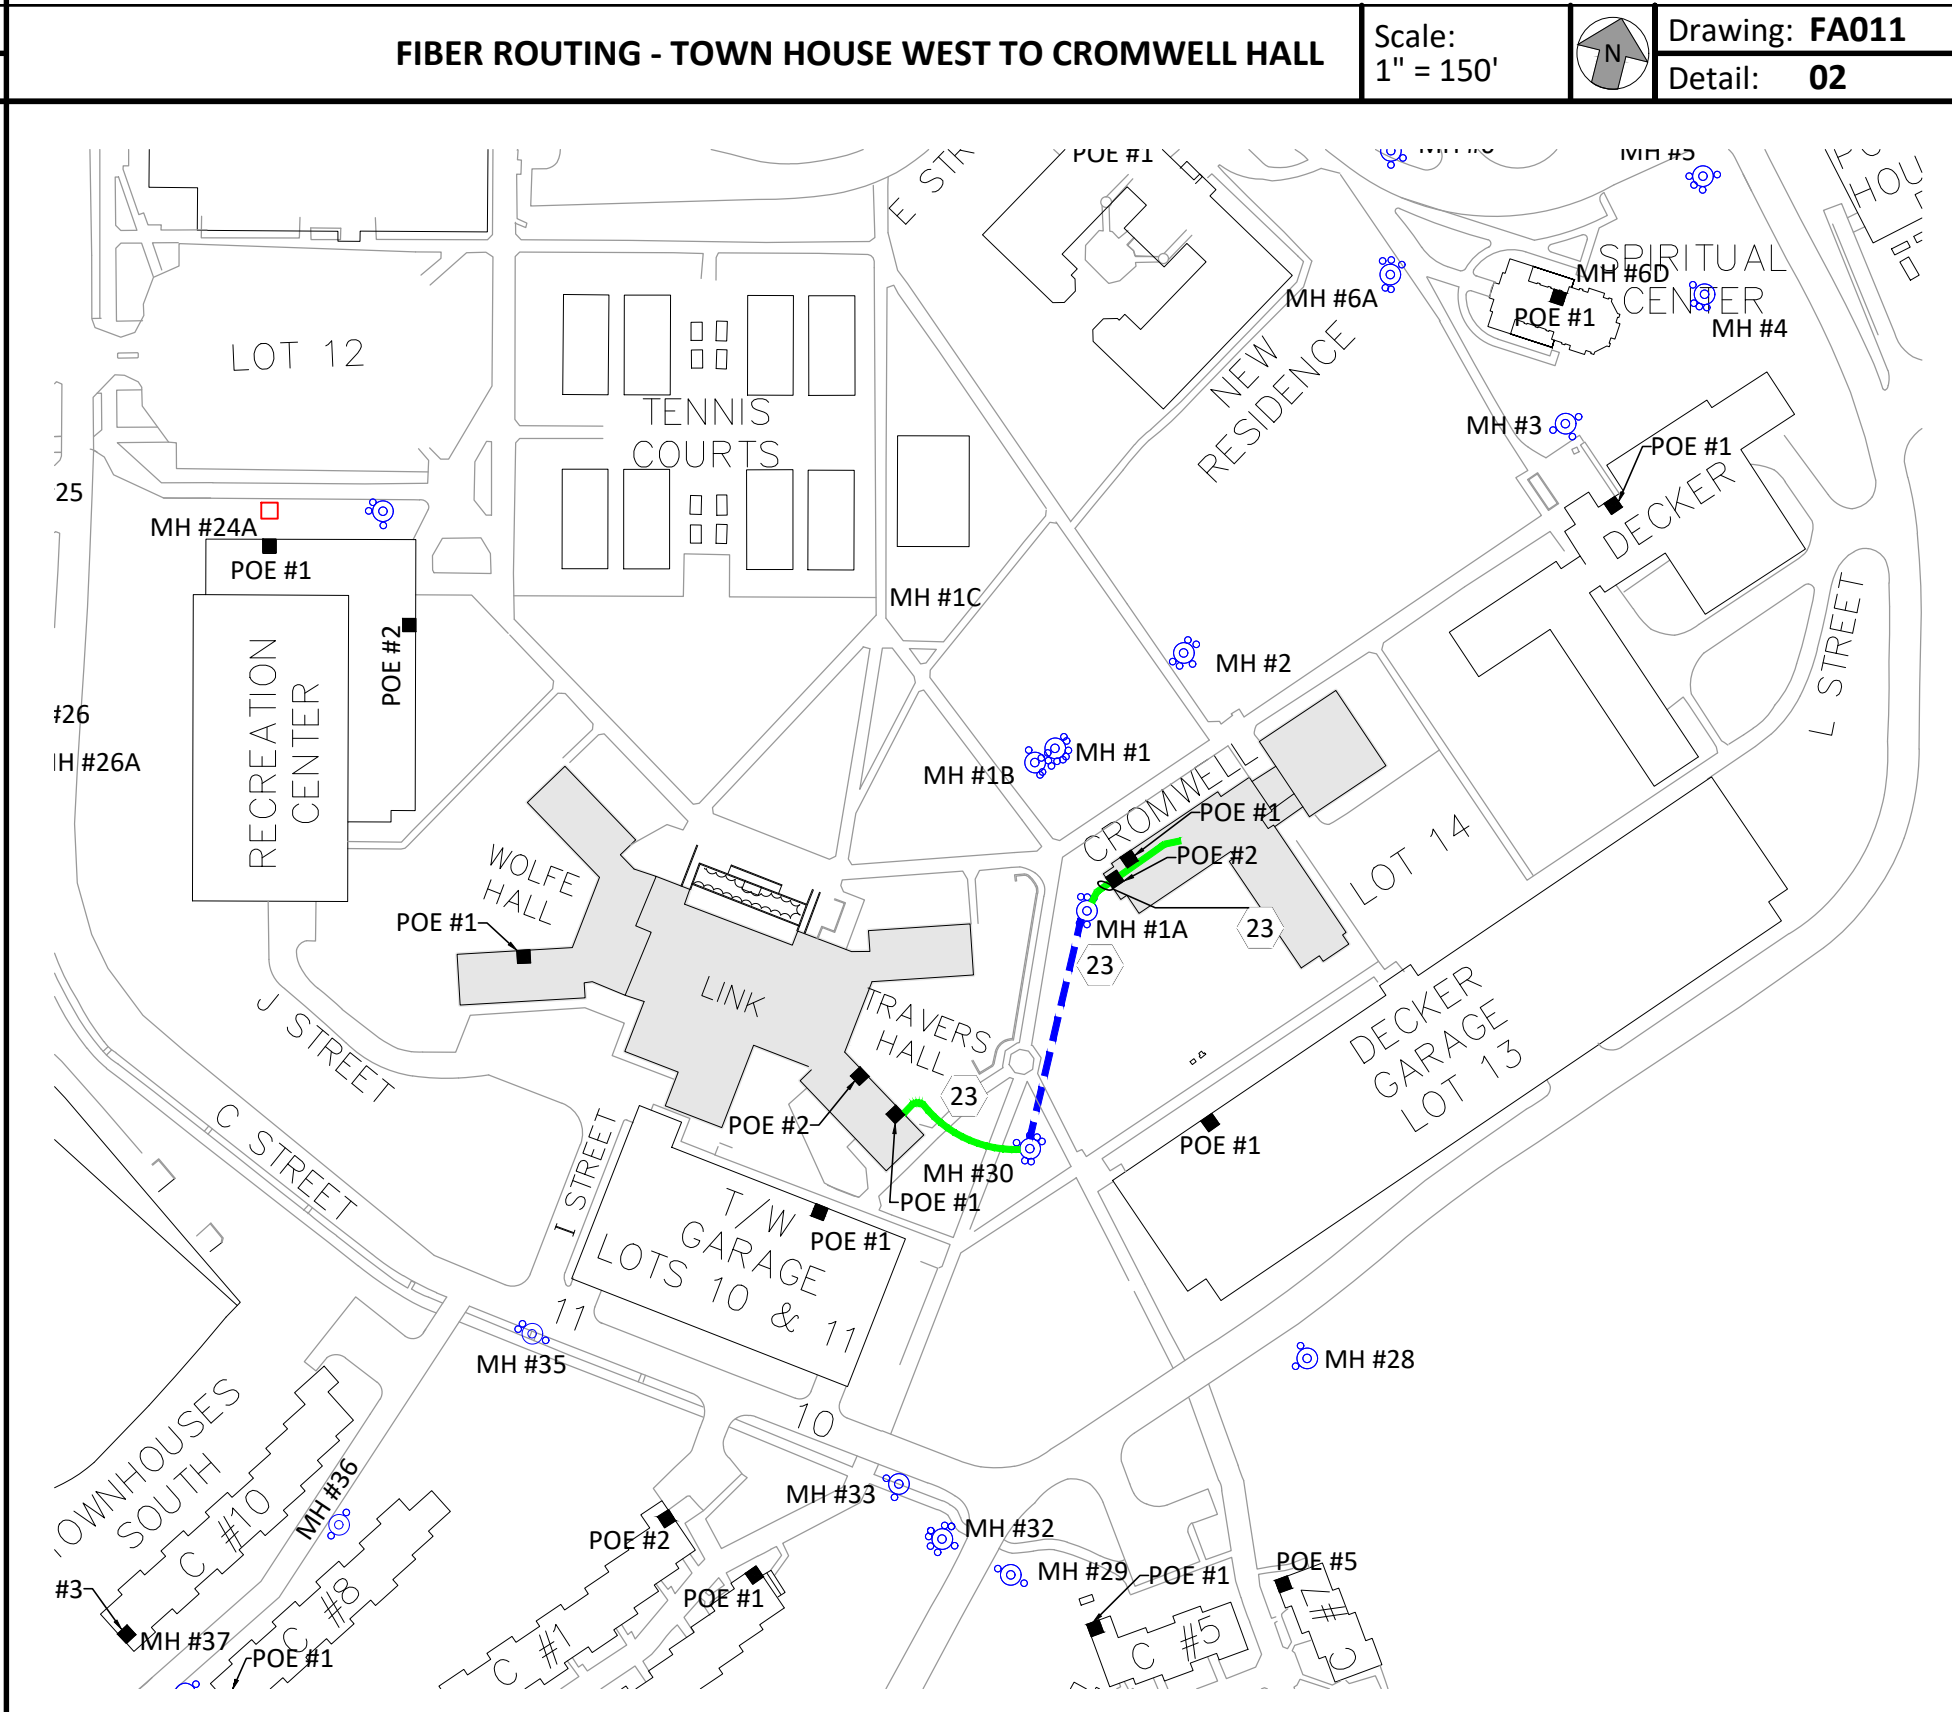 FIBER ROUTING - TOWN HOUSE WEST TO CROMWELL HALL
Scale:
1" = 150'
N
Drawing: FA011
Detail: 02
POE #1
MH #5
E STR
SPIRITUAL
CENTER
MH #6D
POE #1
MH #6A
MH #4
LOT 12
TENNIS
COURTS
NEW
RESIDENCE
MH #3
POE #1
DECKER
#25
MH #24A
POE #1
POE #2
RECREATION
CENTER
MH #1C
MH #2
L STREET
#26
MH #26A
MH #1
MH #1B
CROMWELL
POE #1
POE #2
LOT 14
WOLFE
HALL
POE #1
MH #1A
23
23
LINK
TRAVERS
HALL
J STREET
DECKER
GARAGE
LOT 13
23
C STREET
I STREET
POE #2
MH #30
POE #1
POE #1
T/W
GARAGE
LOTS 10 & 11
POE #1
11
MH #35
MH #28
10
OWNHOUSES
SOUTH
C #10
MH #36
MH #33
MH #32
POE #2
POE #1
MH #29
POE #1
POE #5
#3
MH #37
C #8
POE #1
C #1
C #5
C #7